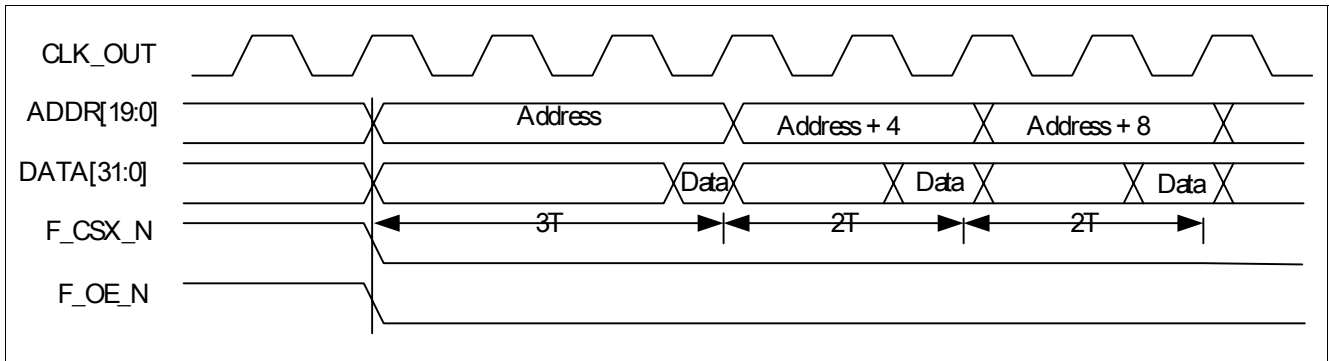 CLK_OUT
ADDR[19:0] Address Address + 4 Address + 8
DATA[31:0] Data Data Data
3T 2T 2T
F_CSX_N
F_OE_N